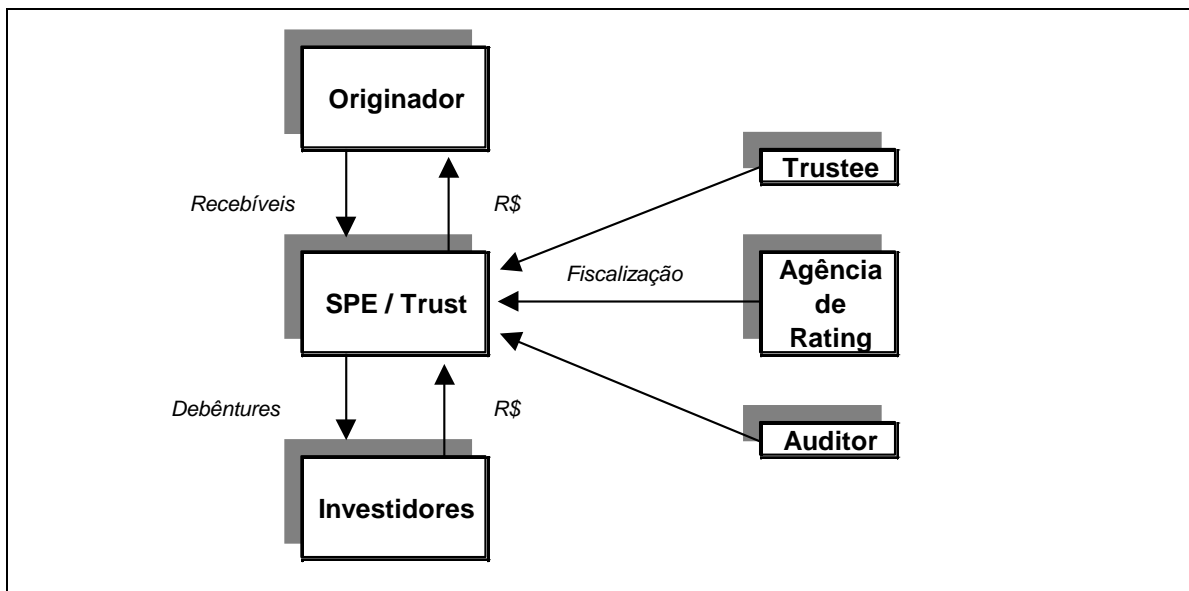 Originador
Trustee
Recebíveis
R$
Fiscalização
SPE / Trust
Agência
de
Rating
Debêntures
R$
Auditor
Investidores